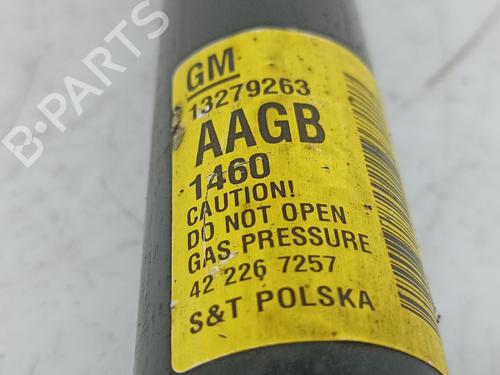 B-PARTS
GM
13279263
AAGB
1460
CAUTION!
DO NOT OPEN
GAS PRESSURE
42 226 7257
S&T POLSKA